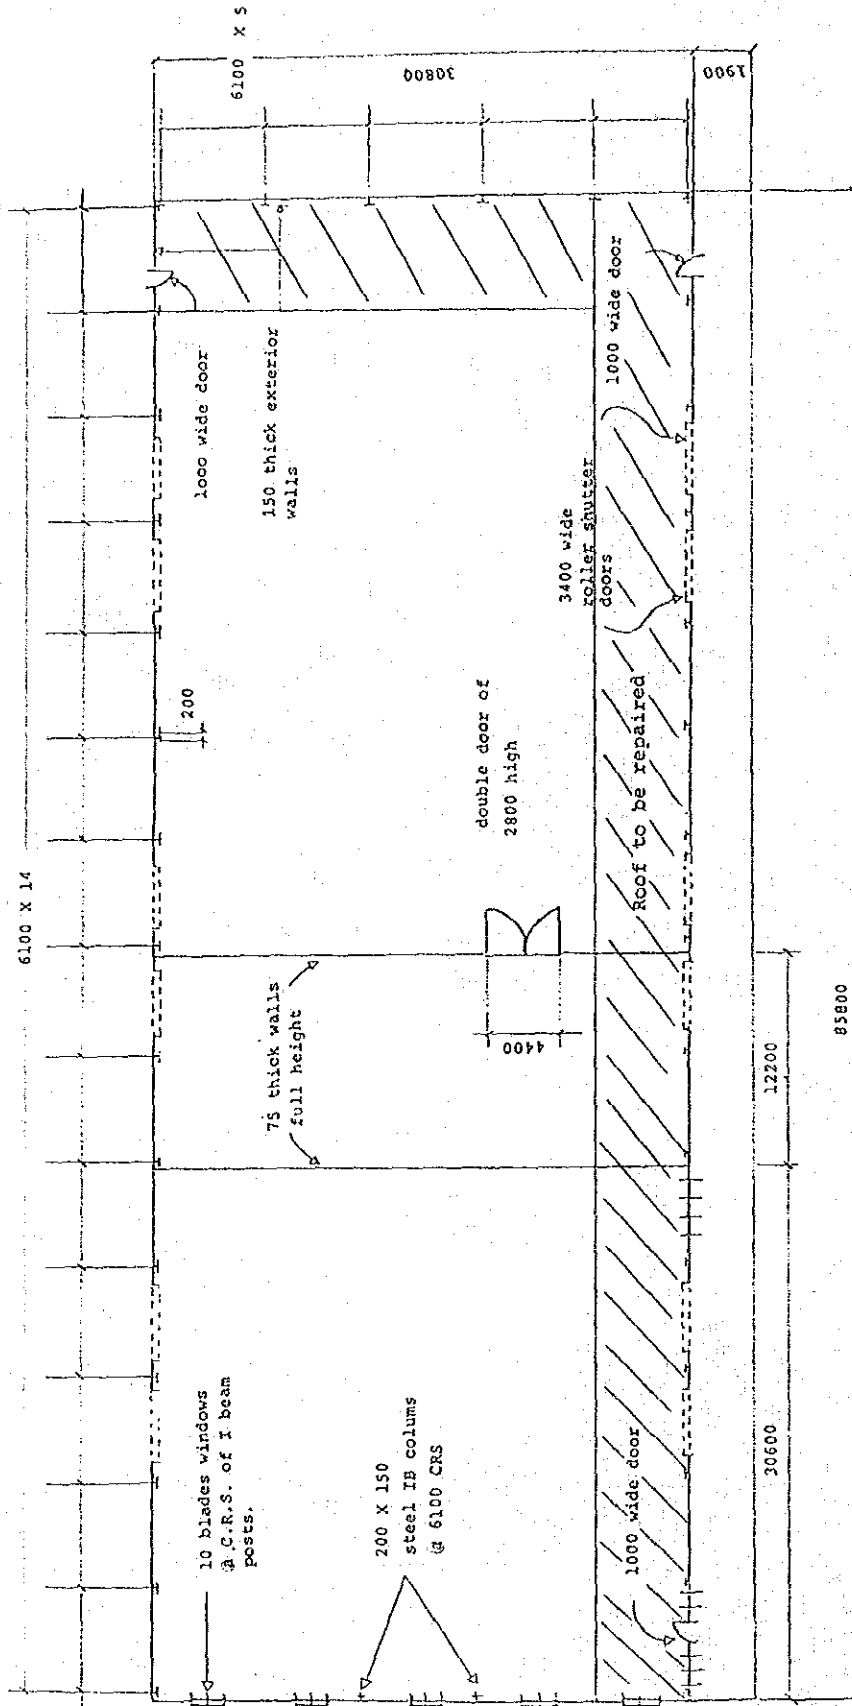 6100 X 14
6100 X 5
30800
1900
1000 wide door
150 thick exterior
walls
200
1000 wide door
3400 wide
roller shutter
doors
double door of
2800 high
Roof to be repaired
4400
75 thick walls
full height
12200
85800
10 blades windows
@ C.R.S. of I beam
posts.
200 X 150
steel IB colums
@ 6100 CRS
1000 wide door
30600